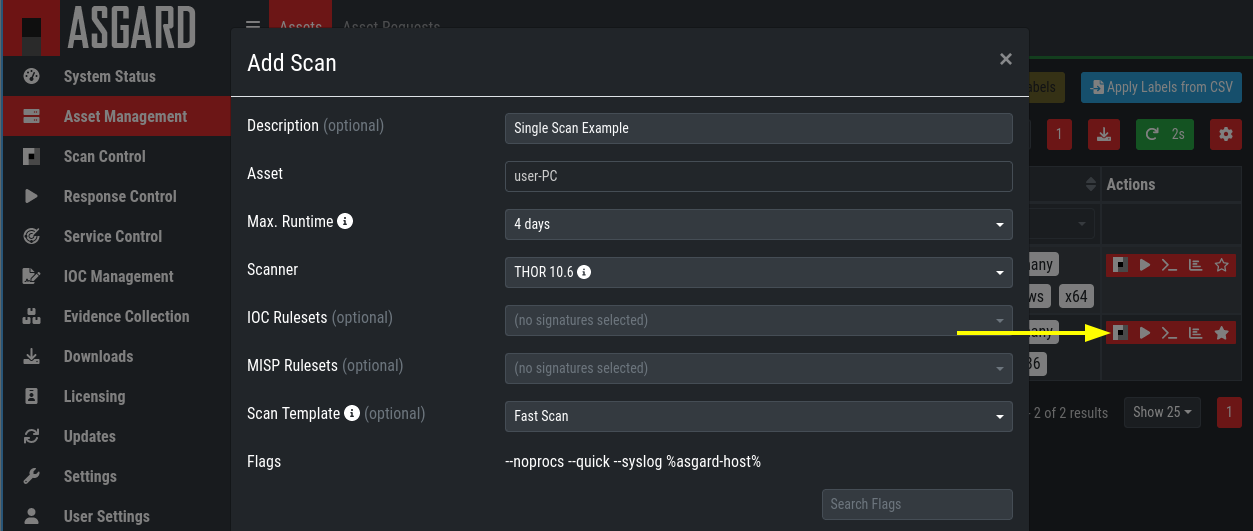 ASGARD
Assets
Asset Requests
System Status
Asset Management
Scan Control
Response Control
Service Control
IOC Management
Evidence Collection
Downloads
Licensing
Updates
Settings
User Settings
Add Scan
×
Description (optional)
Single Scan Example
Asset
user-PC
Max. Runtime
4 days
Scanner
THOR 10.6
IOC Rulesets (optional)
(no signatures selected)
MISP Rulesets (optional)
(no signatures selected)
Scan Template (optional)
Fast Scan
Flags
--noprocs --quick --syslog %asgard-host%
Search Flags
abels
Apply Labels from CSV
1
2s
Actions
any
ws
x64
any
36
- 2 of 2 results
Show 25
1